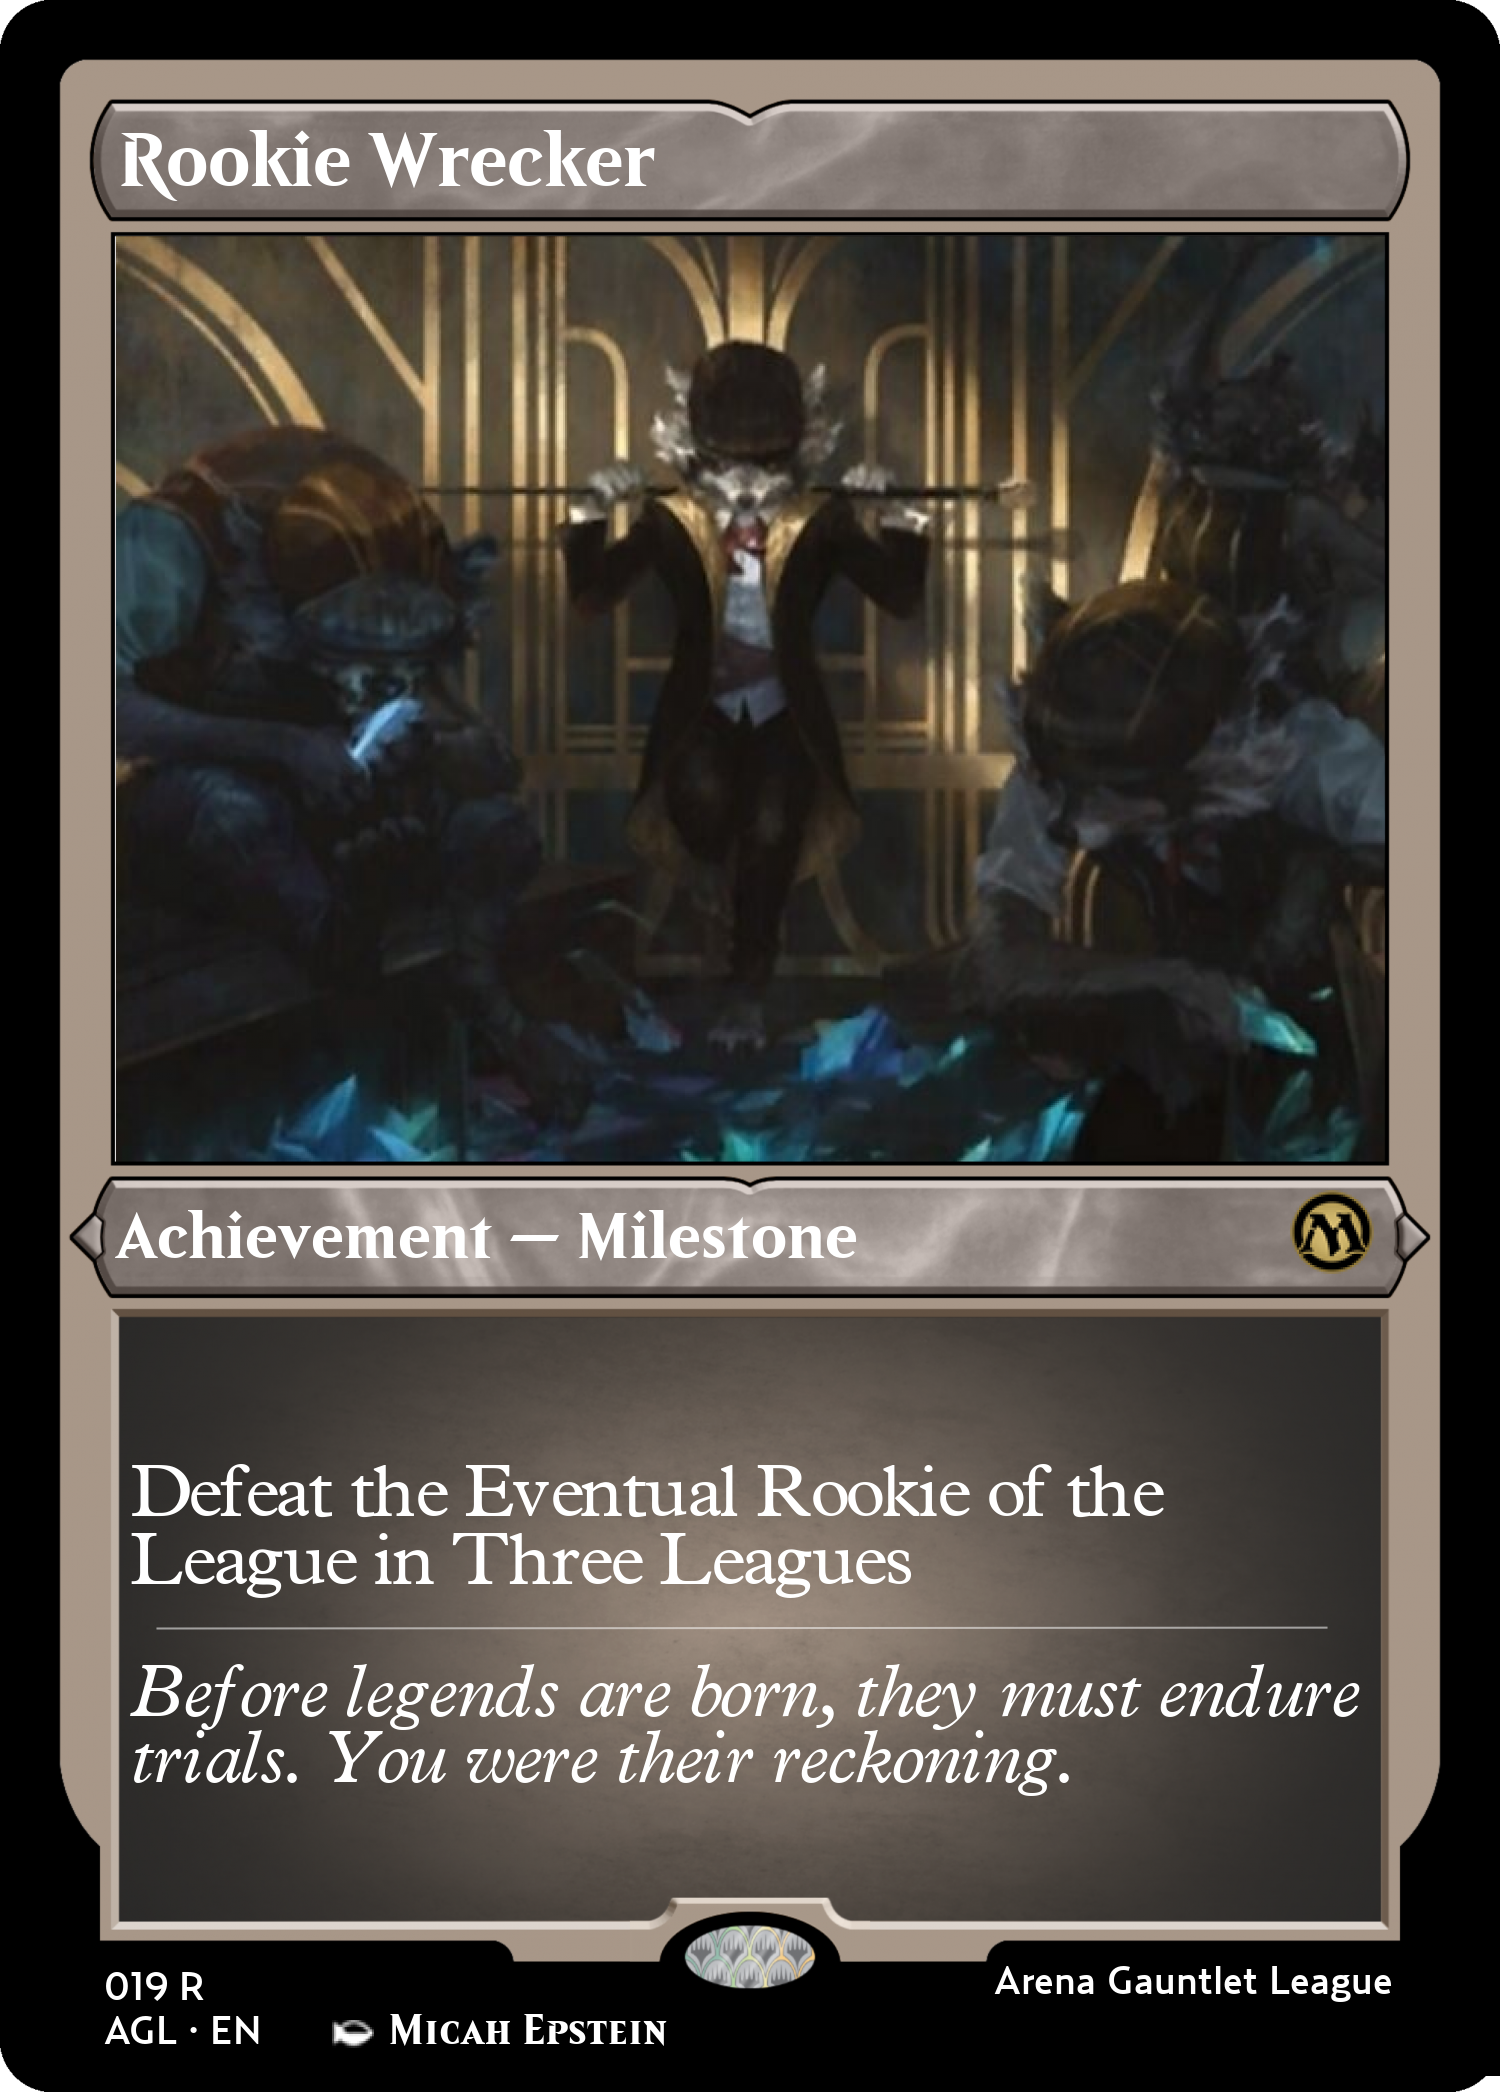 Rookie Wrecker
Achievement — Milestone
M
Defeat the Eventual Rookie of the
League in Three Leagues
Before legends are born, they must endure
trials. You were their reckoning.
019 R
Arena Gauntlet League
AGL · EN
Micah Epstein